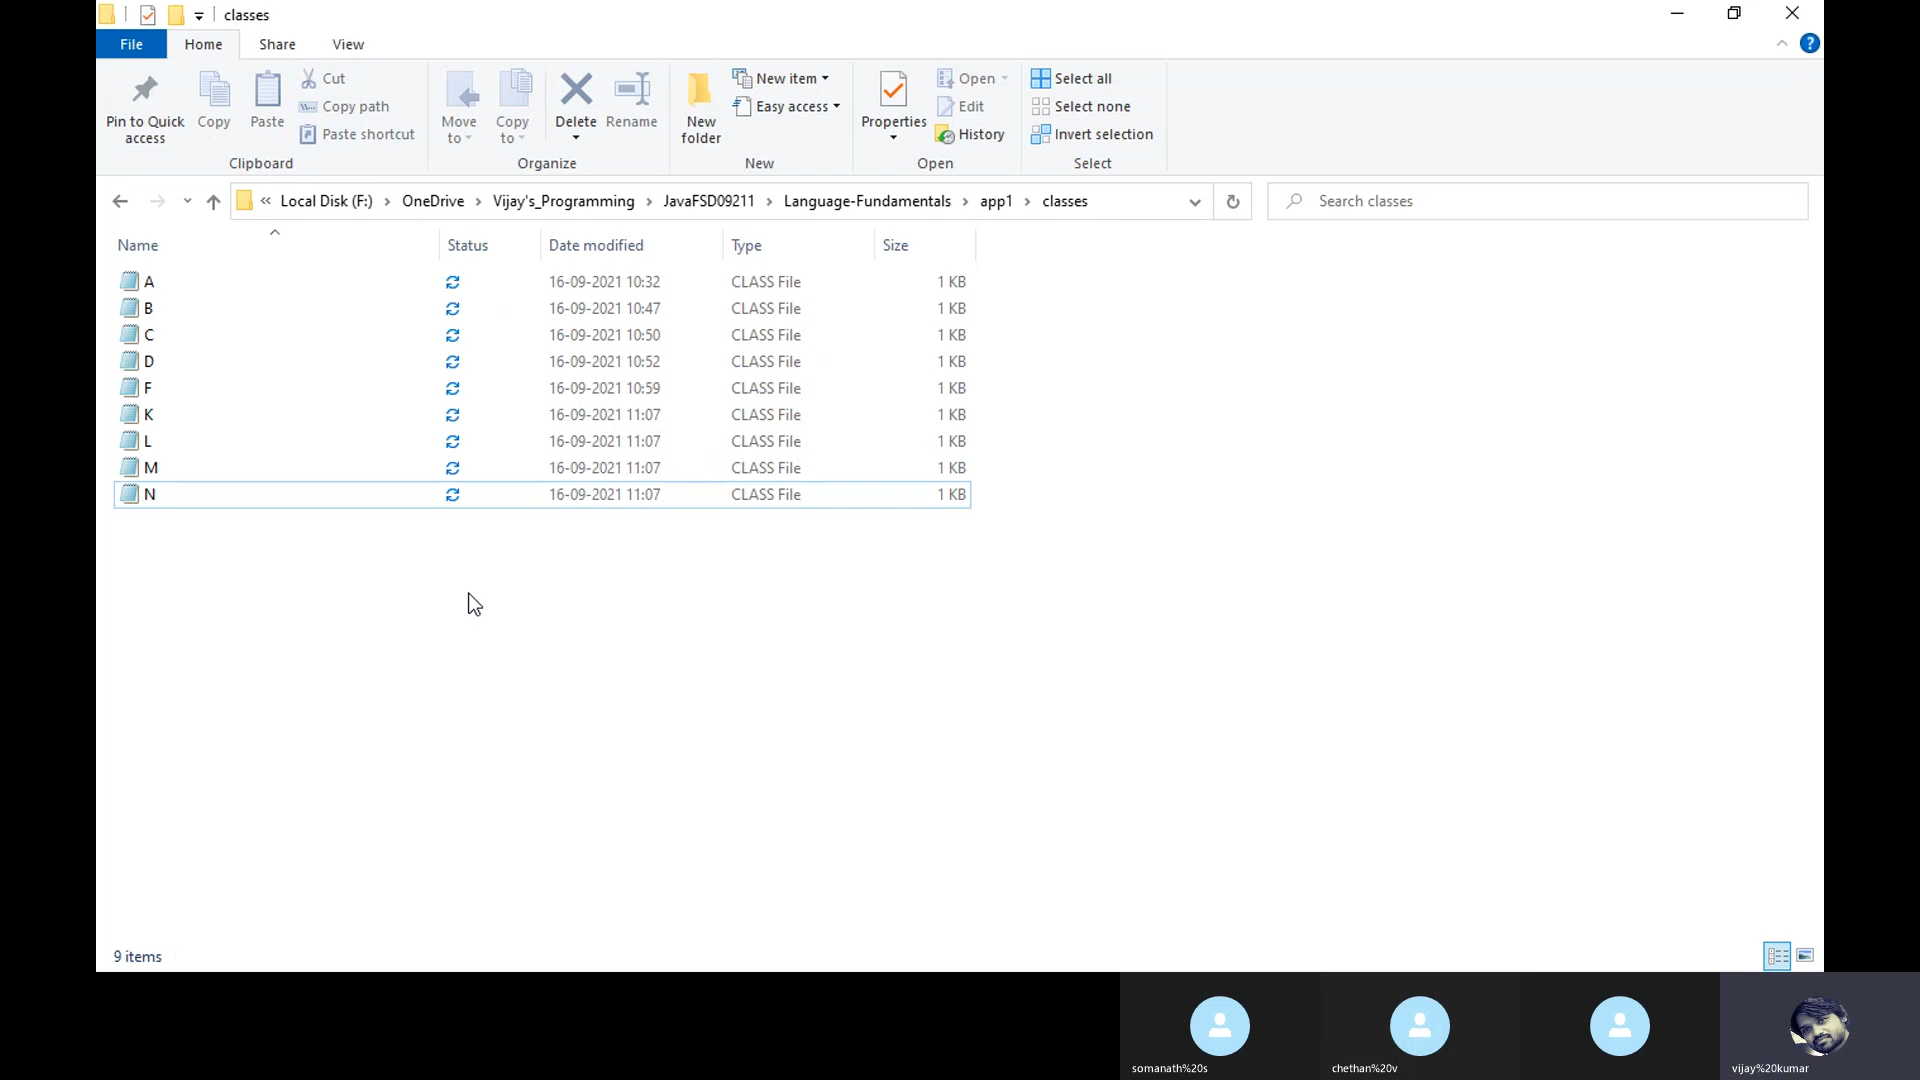 classes
File Home Share View
Pin to Quick access
Copy
Paste
Cut
Copy path
Paste shortcut
Clipboard
Move to
Copy to
Delete
Rename
Organize
New folder
New item
Easy access
New
Properties
Open
Edit
History
Open
Select all
Select none
Invert selection
Select
« Local Disk (F:) › OneDrive › Vijay's_Programming › JavaFSD09211 › Language-Fundamentals › app1 › classes
Search classes
Name Status Date modified Type Size
A 16-09-2021 10:32 CLASS File 1 KB
B 16-09-2021 10:47 CLASS File 1 KB
C 16-09-2021 10:50 CLASS File 1 KB
D 16-09-2021 10:52 CLASS File 1 KB
F 16-09-2021 10:59 CLASS File 1 KB
K 16-09-2021 11:07 CLASS File 1 KB
L 16-09-2021 11:07 CLASS File 1 KB
M 16-09-2021 11:07 CLASS File 1 KB
N 16-09-2021 11:07 CLASS File 1 KB
9 items
somanath%20s
chethan%20v
vijay%20kumar